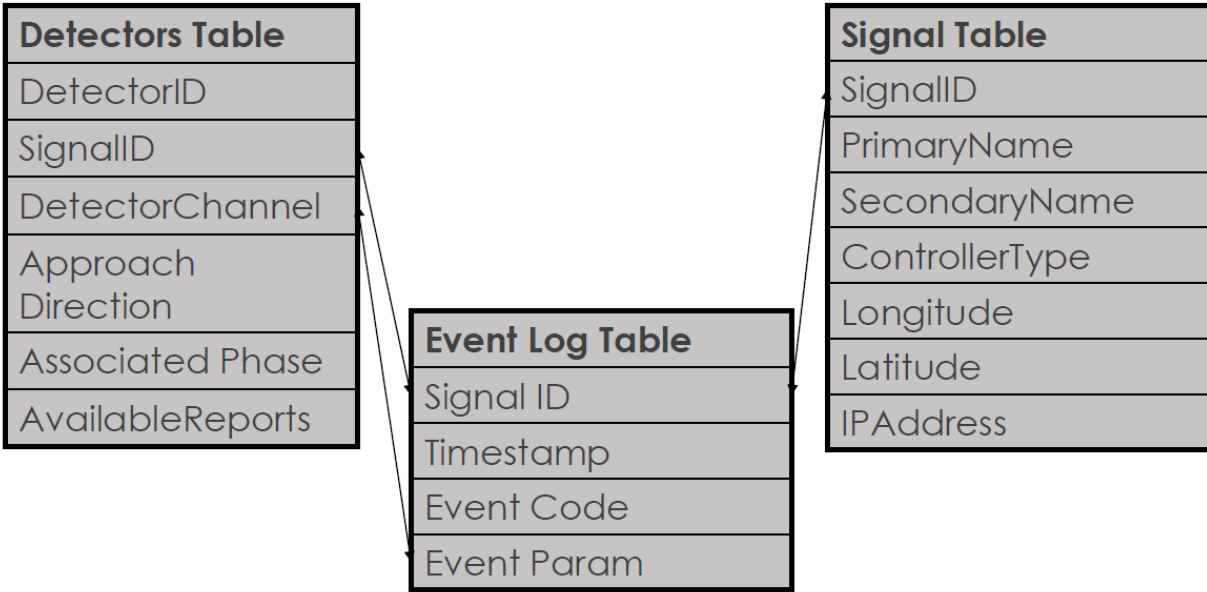 Detectors Table
DetectorID
SignalID
DetectorChannel
Approach
Direction
Associated Phase
AvailableReports
Event Log Table
Signal ID
Timestamp
Event Code
Event Param
Signal Table
SignalID
PrimaryName
SecondaryName
ControllerType
Longitude
Latitude
IPAddress